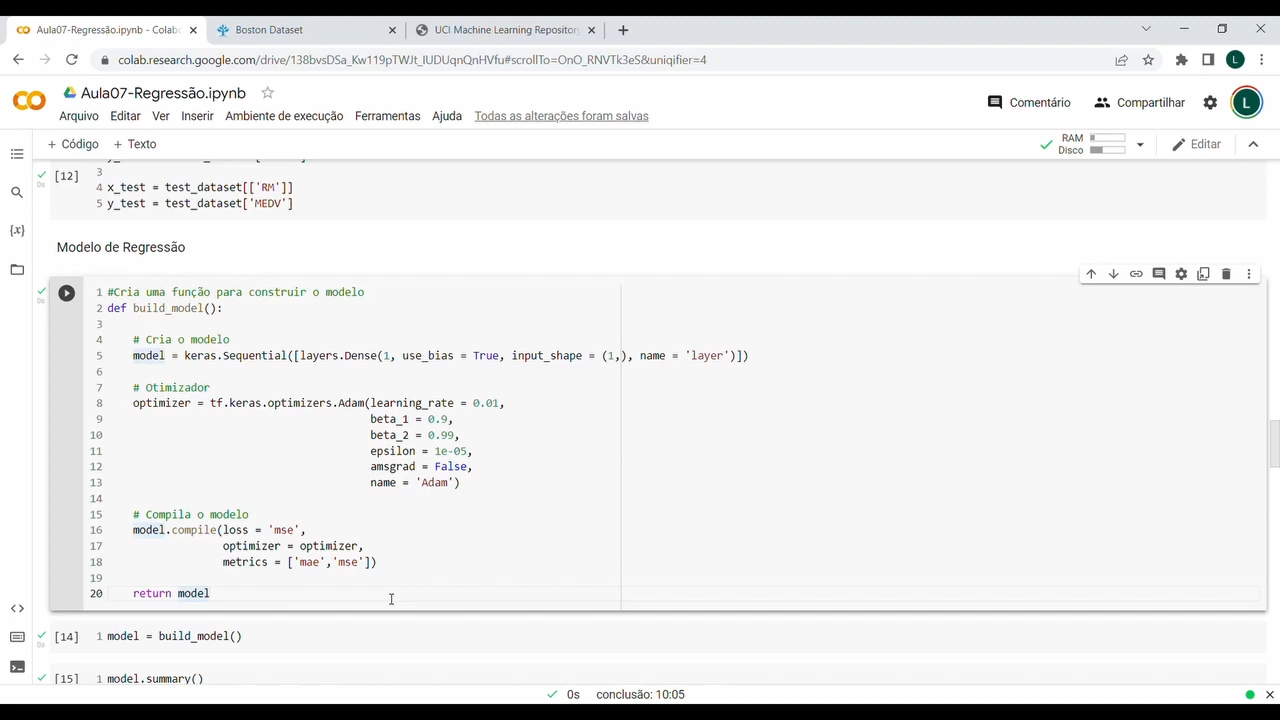 Aula07-Regressão.ipynb - Colab
Boston Dataset
UCI Machine Learning Repository
colab.research.google.com/drive/138bvsDSa_Kw119pTWJt_IUDUqnQnHVfu#scrollTo=OnO_RNVTk3eS&uniqifier=4
L
CO
Aula07-Regressão.ipynb
Comentário
Compartilhar
L
Arquivo Editar Ver Inserir Ambiente de execução Ferramentas Ajuda Todas as alterações foram salvas
+ Código + Texto
RAM
Disco
Editar
3
[12]
0s
4 x_test = test_dataset[['RM']]
5 y_test = test_dataset['MEDV']
{x}
Modelo de Regressão
0s
1 #Cria uma função para construir o modelo
2 def build_model():
3
4 # Cria o modelo
5 model = keras.Sequential([layers.Dense(1, use_bias = True, input_shape = (1,), name = 'layer')])
6
7 # Otimizador
8 optimizer = tf.keras.optimizers.Adam(learning_rate = 0.01,
9 beta_1 = 0.9,
10 beta_2 = 0.99,
11 epsilon = 1e-05,
12 amsgrad = False,
13 name = 'Adam')
14
15 # Compila o modelo
16 model.compile(loss = 'mse',
17 optimizer = optimizer,
18 metrics = ['mae','mse'])
19
20 return model
[14] 1 model = build_model()
0s
[15] 1 model.summary()
0s conclusão: 10:05